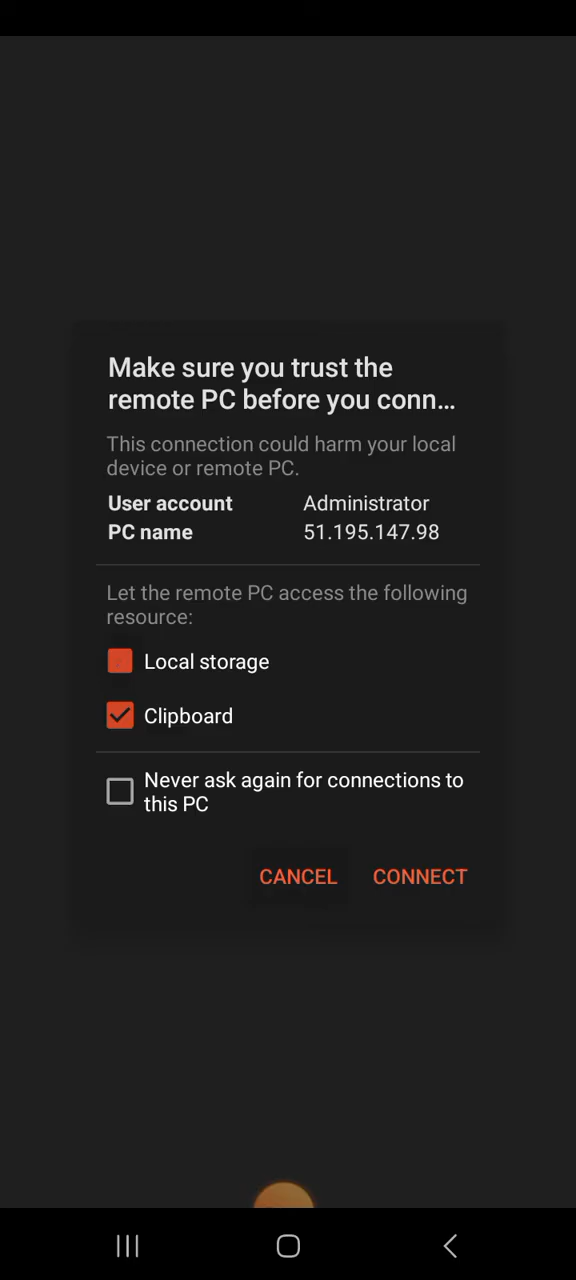 Make sure you trust the
remote PC before you conn...
This connection could harm your local
device or remote PC.
User account Administrator
PC name 51.195.147.98
Let the remote PC access the following
resource:
Local storage
Clipboard
Never ask again for connections to
this PC
CANCEL CONNECT